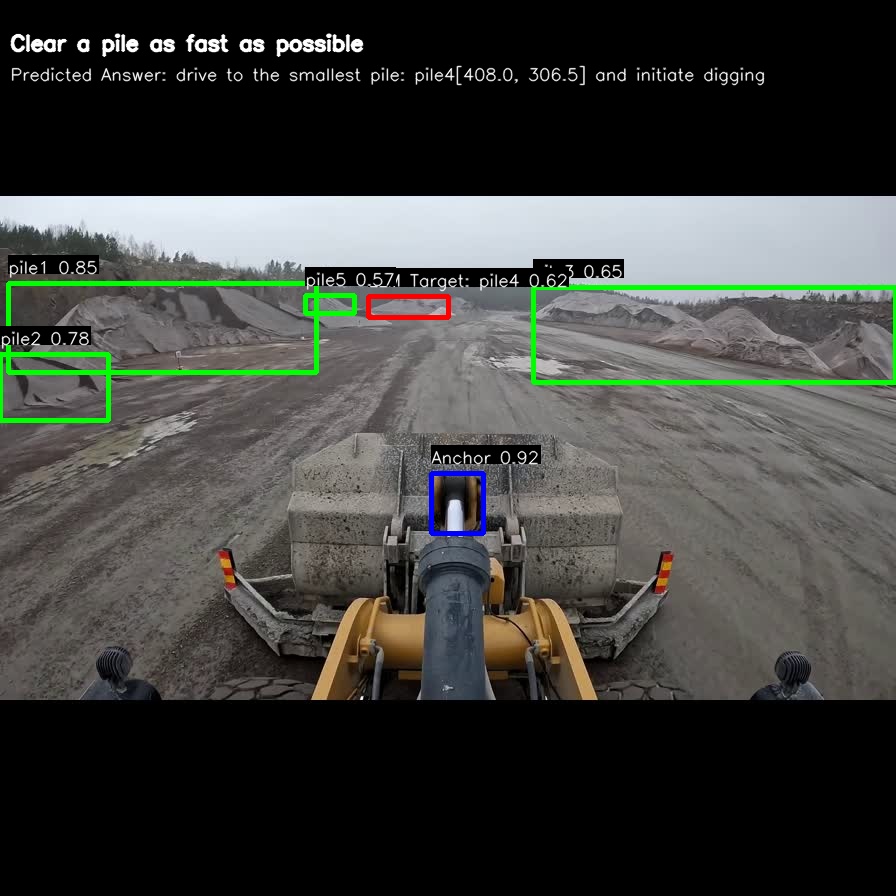 Clear a pile as fast as possible
Predicted Answer: drive to the smallest pile: pile4[408.0, 306.5] and initiate digging
pile1 0.85
pile5 0.57
Target: pile4 0.62
3 0.65
pile2 0.78
Anchor 0.92